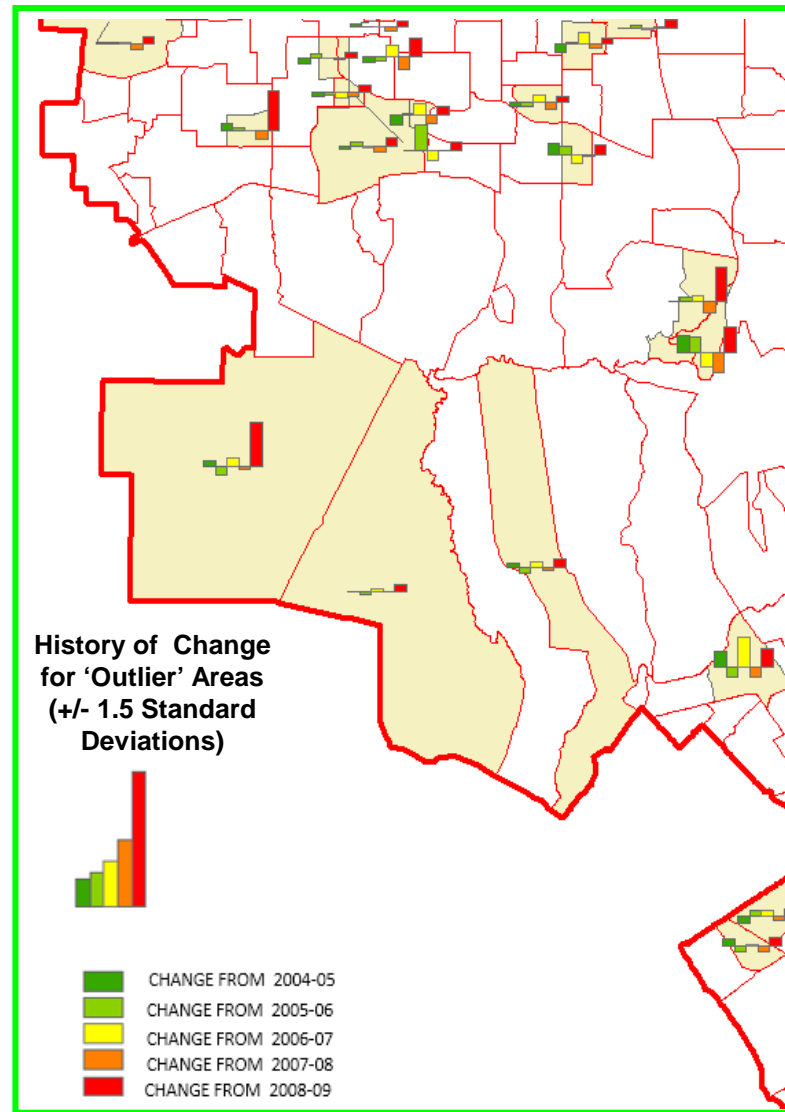 History of Change
for ‘Outlier’ Areas
(+/- 1.5 Standard
Deviations)
CHANGE FROM 2004-05
CHANGE FROM 2005-06
CHANGE FROM 2006-07
CHANGE FROM 2007-08
CHANGE FROM 2008-09